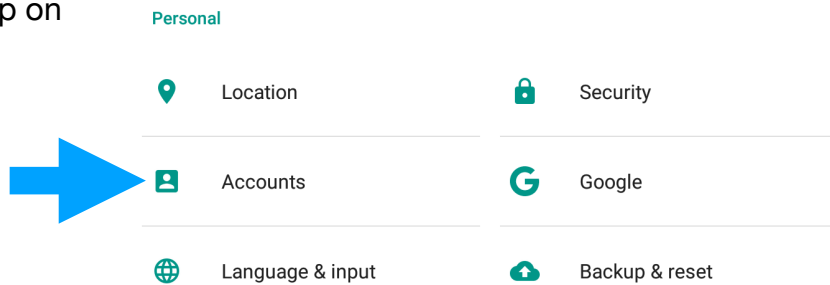 p on
Personal
Location
Security
Accounts
Google
Language & input
Backup & reset